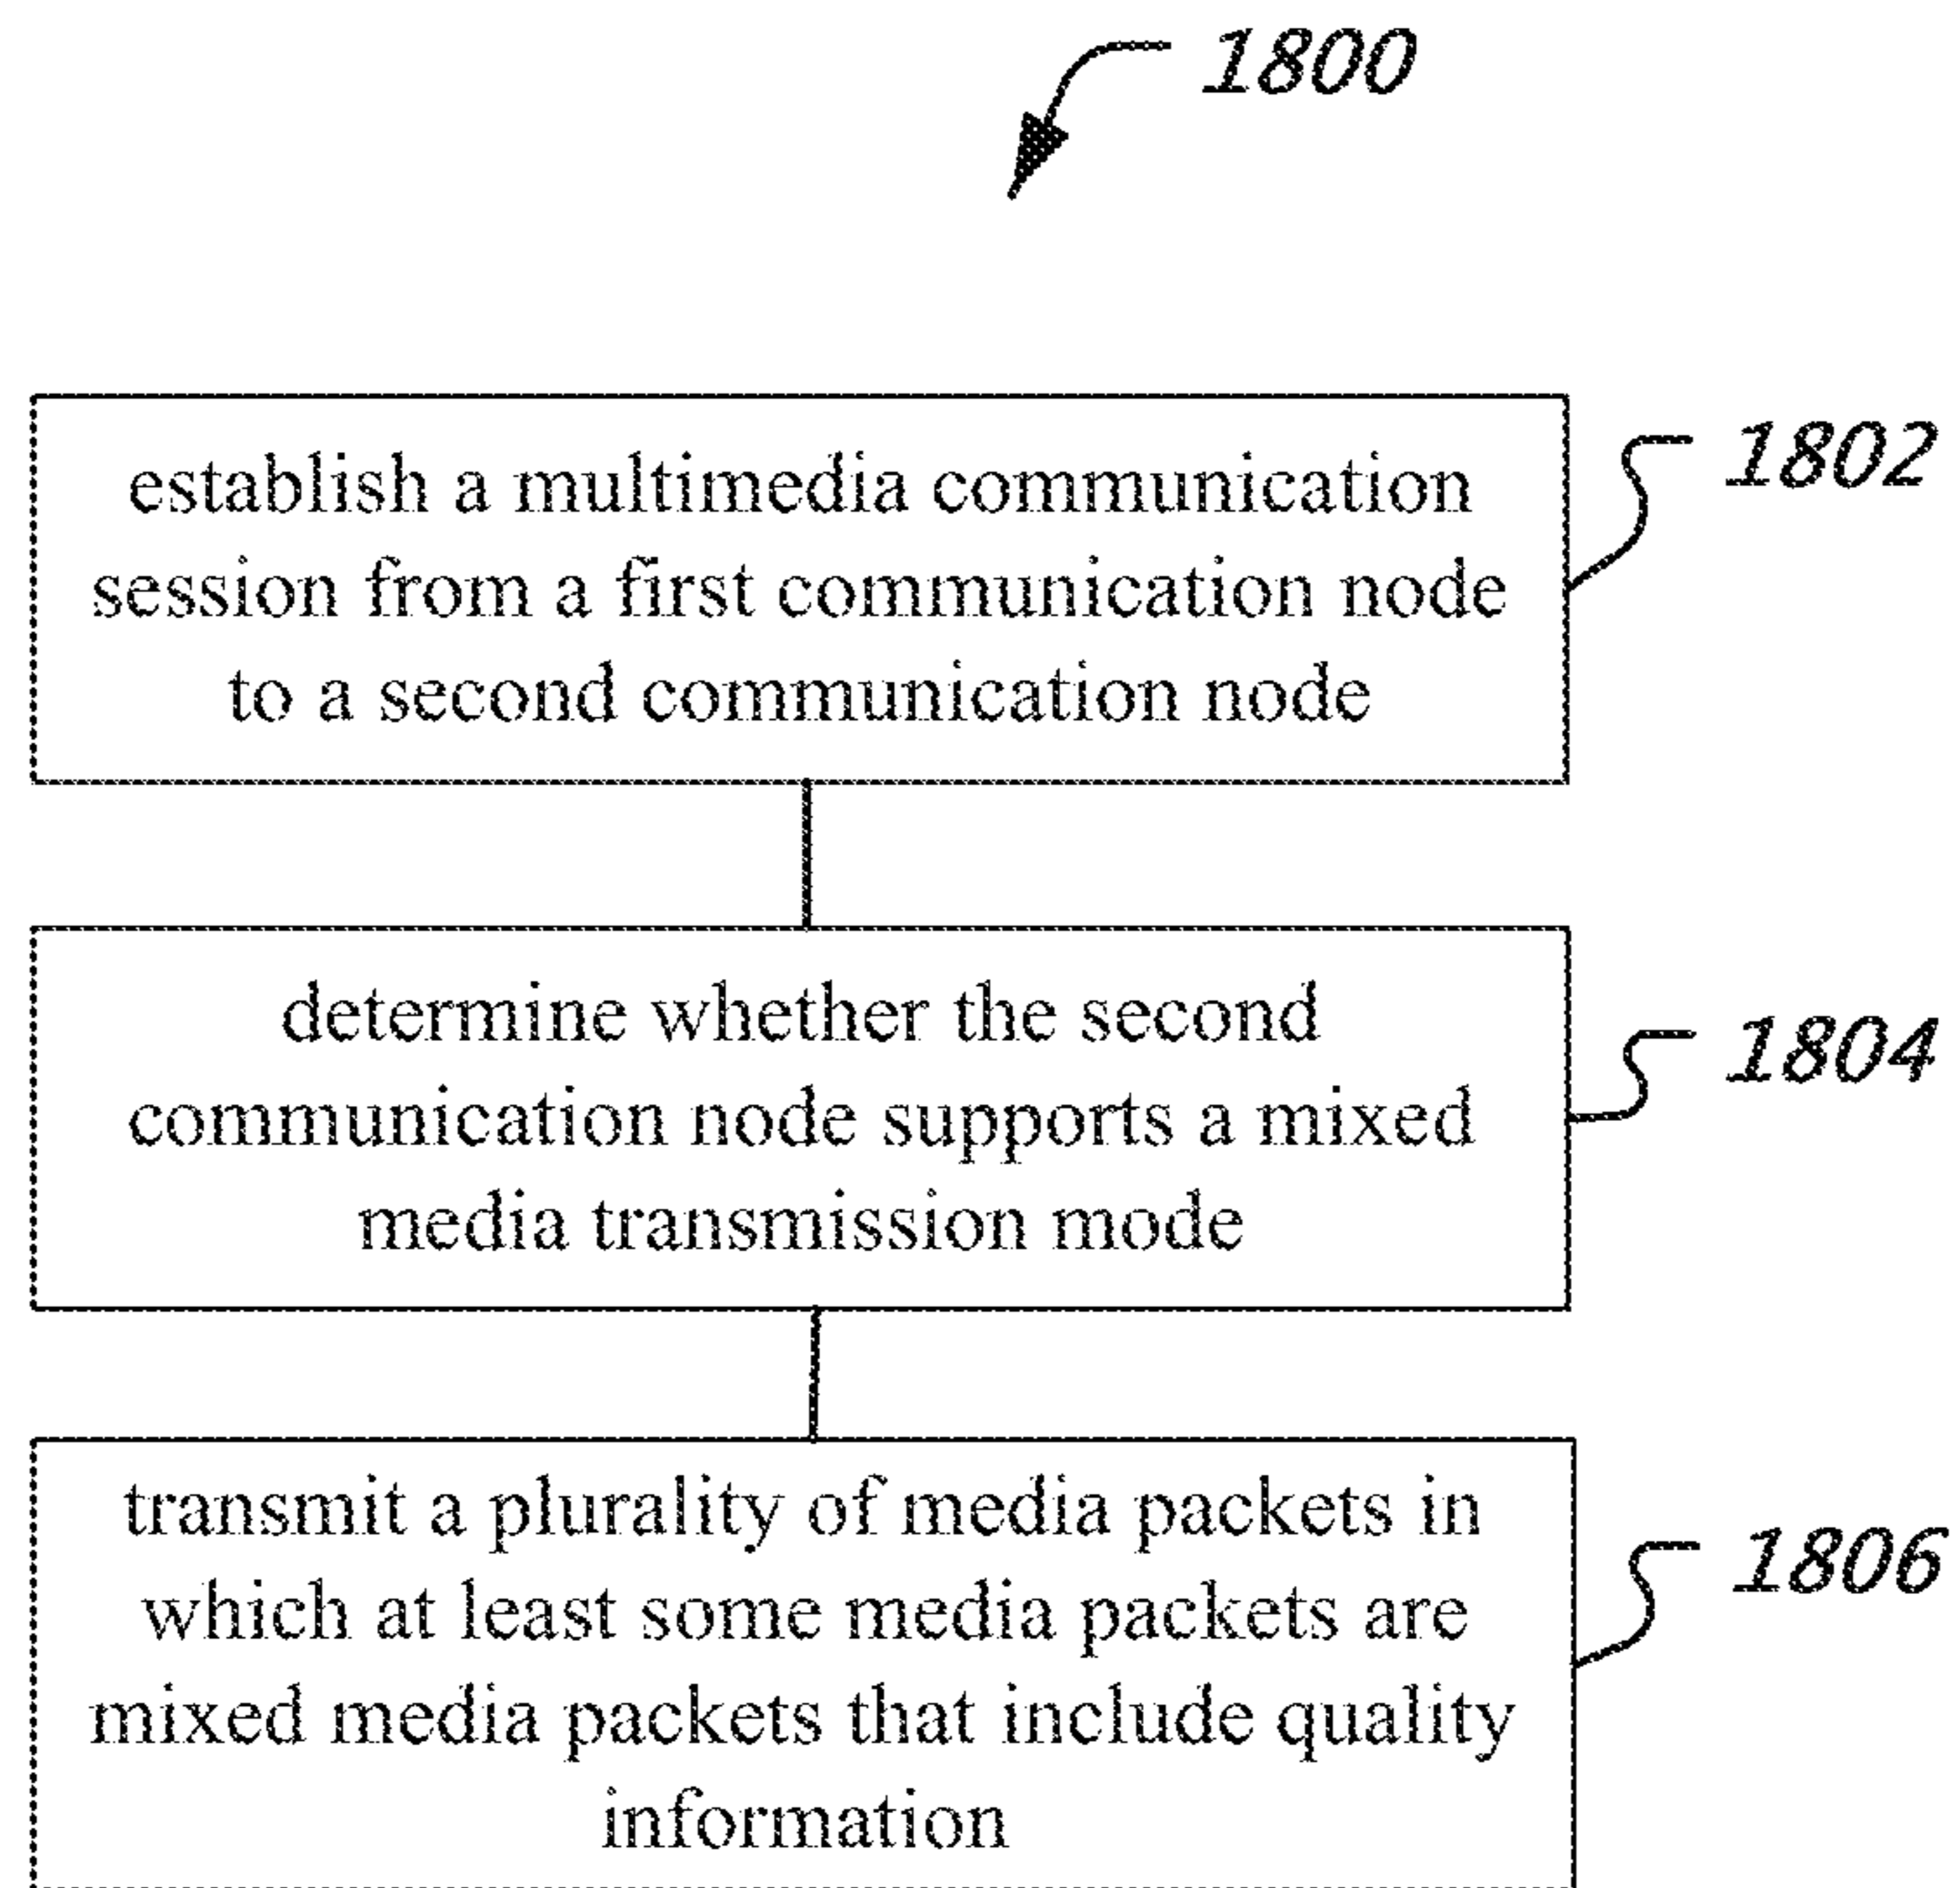 1800
establish a multimedia communication
session from a first communication node
to a second communication node
1802
determine whether the second
communication node supports a mixed
media transmission mode
1804
transmit a plurality of media packets in
which at least some media packets are
mixed media packets that include quality
information
1806